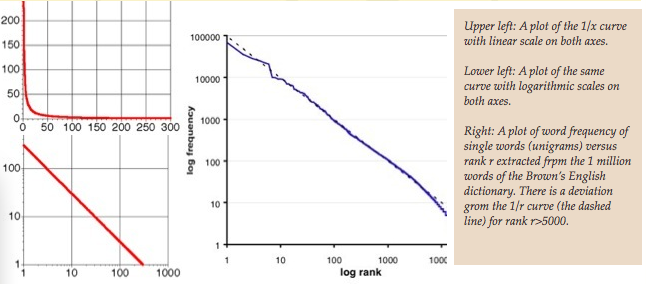 200
150
100
50
0
0 50 100 150 200 250 300
100
10
1
1 10 100 1000
log frequency
100000
10000
1000
100
10
1
1 10 100 1000 1000
log rank
Upper left: A plot of the 1/x curve
with linear scale on both axes.
Lower left: A plot of the same
curve with logarithmic scales on
both axes.
Right: A plot of word frequency of
single words (unigrams) versus
rank r extracted frpm the 1 million
words of the Brown's English
dictionary. There is a deviation
grom the 1/r curve (the dashed
line) for rank r>5000.